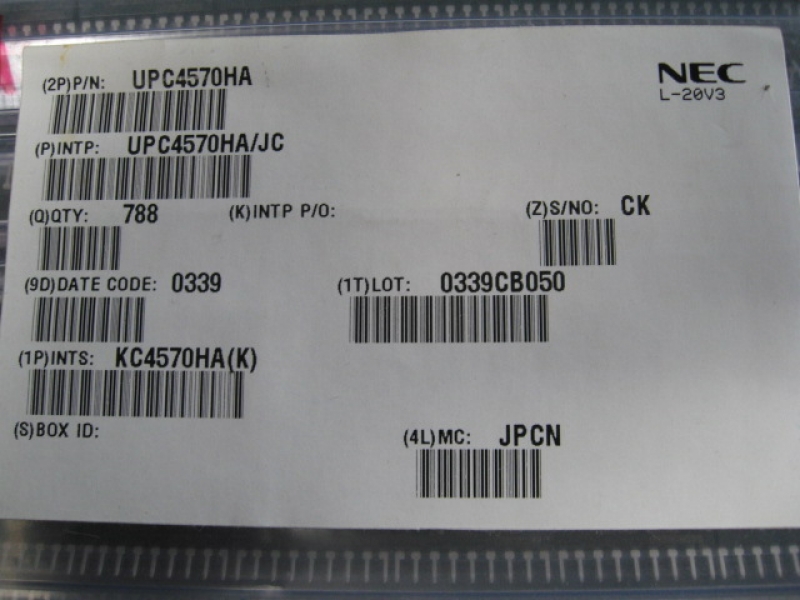 (2P)P/N: UPC4570HA
NEC
L-20V3
(P)INTP: UPC4570HA/JC
(Q)QTY: 788 (K)INTP P/O: (Z)S/NO: CK
(9D)DATE CODE: 0339 (1T)LOT: 0339CB050
(1P)INTS: KC4570HA(K)
(S)BOX ID: (4L)MC: JPCN